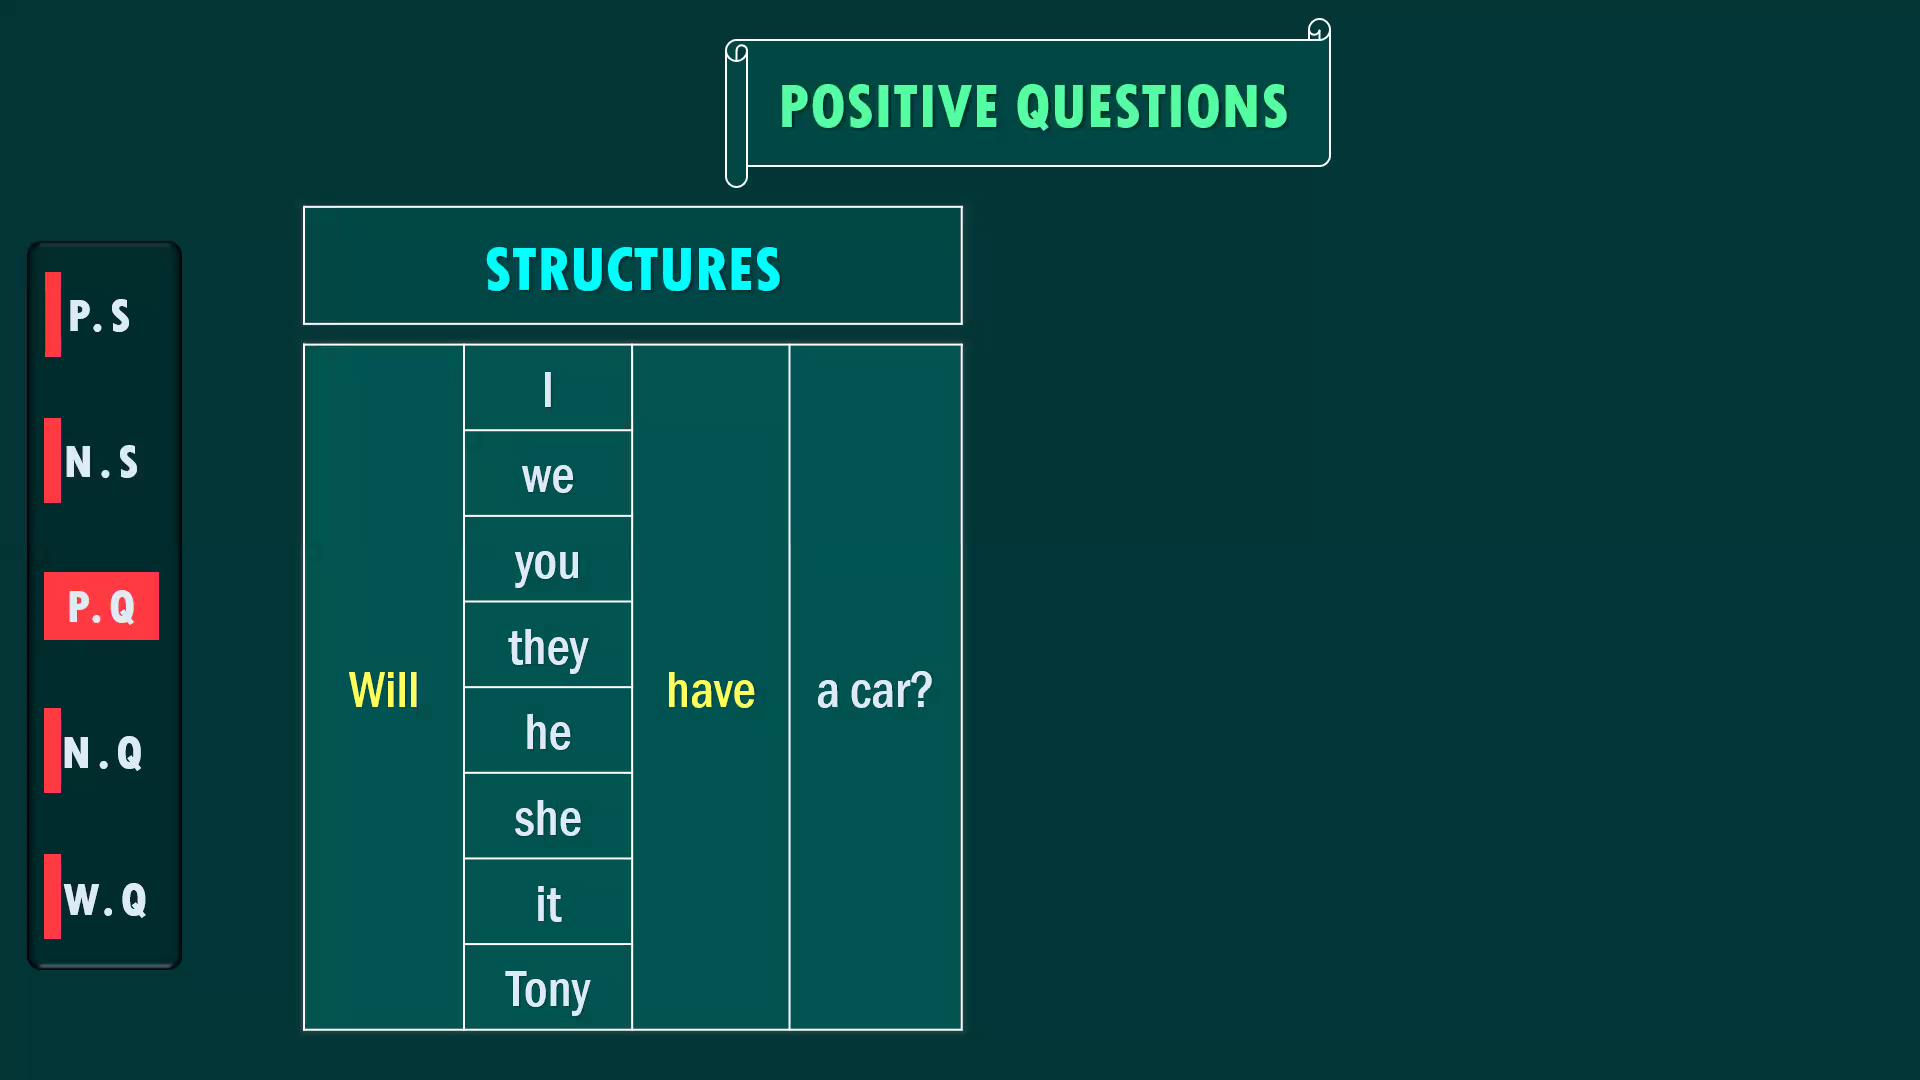 POSITIVE QUESTIONS
STRUCTURES
P.S
N.S
P.Q
N.Q
W.Q
Will
I
we
you
they
he
she
it
Tony
have
a car?